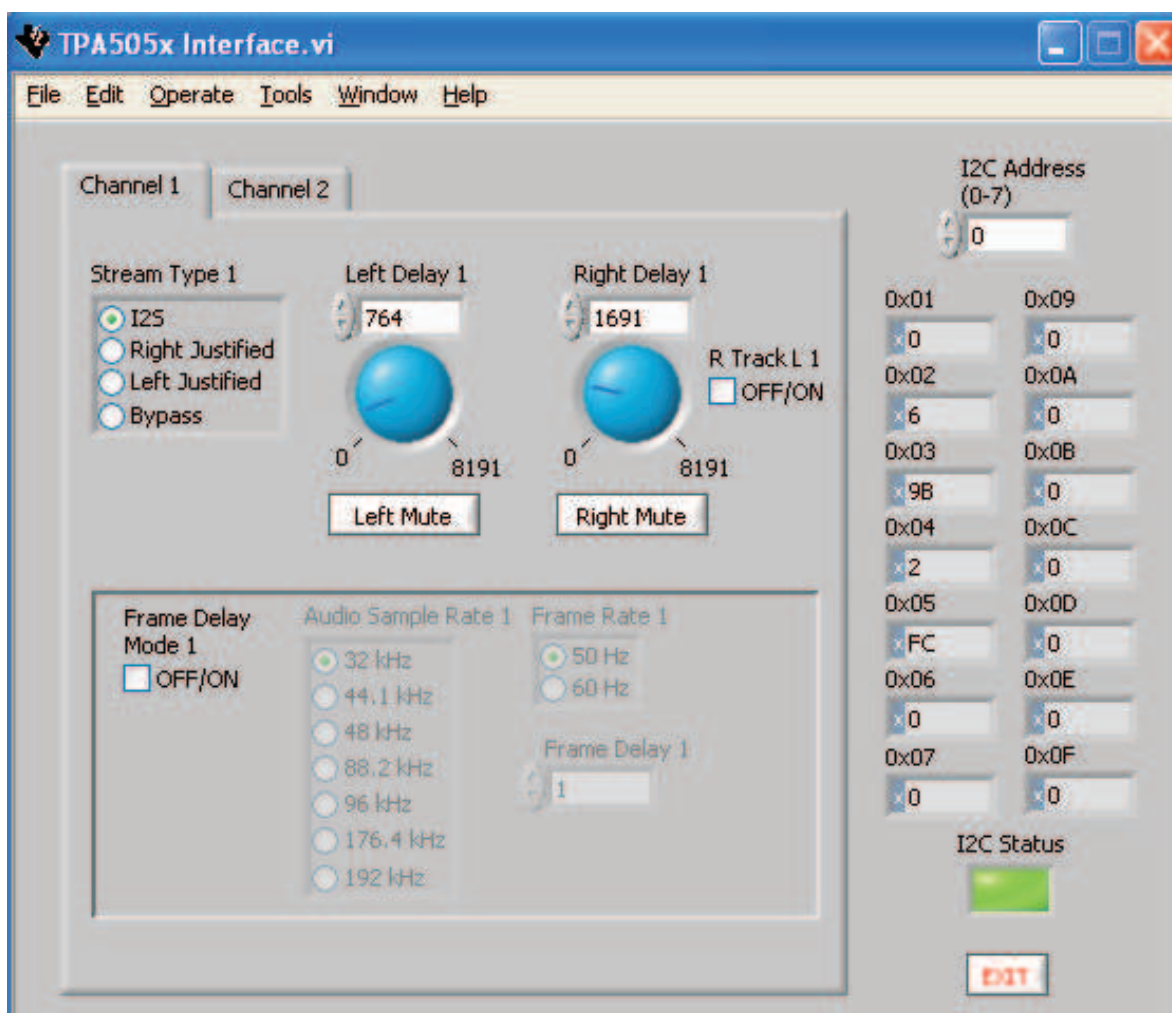 TPA505x Interface.vi
File Edit Operate Tools Window Help
Channel 1
Channel 2
Stream Type 1
I2S
Right Justified
Left Justified
Bypass
Left Delay 1
764
0
8191
Left Mute
Right Delay 1
1691
0
8191
Right Mute
R Track L 1
OFF/ON
Frame Delay
Mode 1
OFF/ON
Audio Sample Rate 1
32 kHz
44.1 kHz
48 kHz
88.2 kHz
96 kHz
176.4 kHz
192 kHz
Frame Rate 1
50 Hz
60 Hz
Frame Delay 1
1
I2C Address
(0-7)
0
0x01
x 0
0x02
x 6
0x03
x 9B
0x04
x 2
0x05
x FC
0x06
x 0
0x07
x 0
0x09
x 0
0x0A
x 0
0x0B
x 0
0x0C
x 0
0x0D
x 0
0x0E
x 0
0x0F
x 0
I2C Status
EXIT